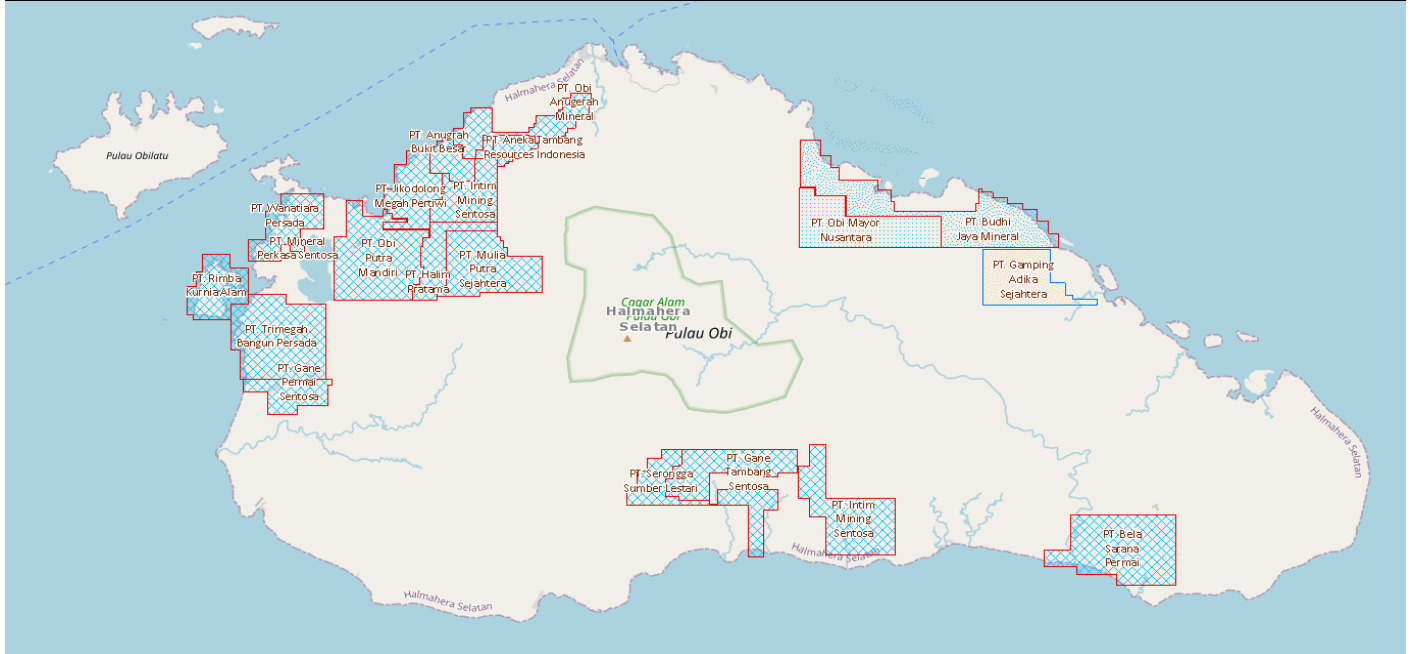 Halmahera Selatan
Pulau Obilatu
PT. Obi
Anugerah
Mineral
PT. Anugrah
Bukit Besar
PT. Aneka Tambang
Resources Indonesia
PT. Jikodolong
Megah Pertiwi
PT. Intim
Mining
Sentosa
PT. Wanatiara
Persada
PT. Mineral
Perkasa Sentosa
PT. Obi
Putra
Mandiri
PT. Halim
Pratama
PT. Mulia
Putra
Sejahtera
PT. Rimba
Kurnia Alam
PT. Trimegah
Bangun Persada
PT. Gane
Permai
Sentosa
PT. Obi Mayor
Nusantara
PT. Budhi
Jaya Mineral
PT. Gamping
Adika
Sejahtera
Cagar Alam
Pulau Obi
Halmahera
Selatan
Pulau Obi
Halmahera Selatan
PT. Serongga
Sumber Lestari
PT. Gane
Tambang
Sentosa
PT. Intim
Mining
Sentosa
PT. Bela
Sarana
Permai
Halmahera Selatan
Halmahera Selatan